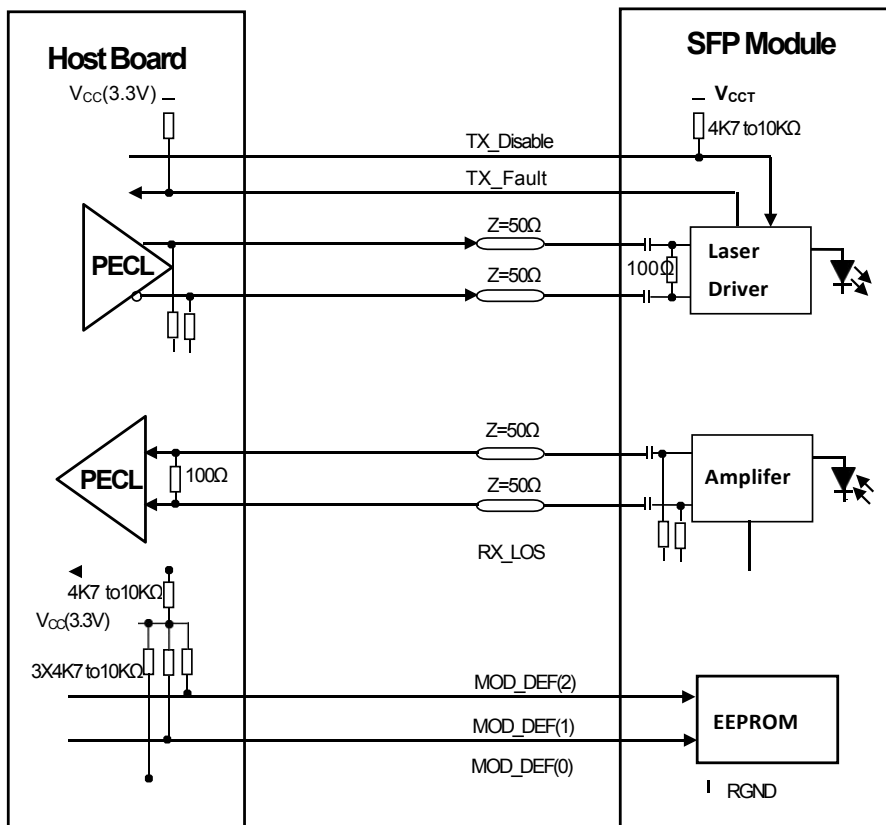 Host Board
SFP Module
VCC(3.3V)
VCCT
4K7 to10KΩ
TX_Disable
TX_Fault
PECL
Z=50Ω
Z=50Ω
100Ω
Laser
Driver
PECL
100Ω
Z=50Ω
Z=50Ω
Amplifer
RX_LOS
4K7 to10KΩ
VCC(3.3V)
3X4K7 to10KΩ
MOD_DEF(2)
MOD_DEF(1)
MOD_DEF(0)
EEPROM
RGND